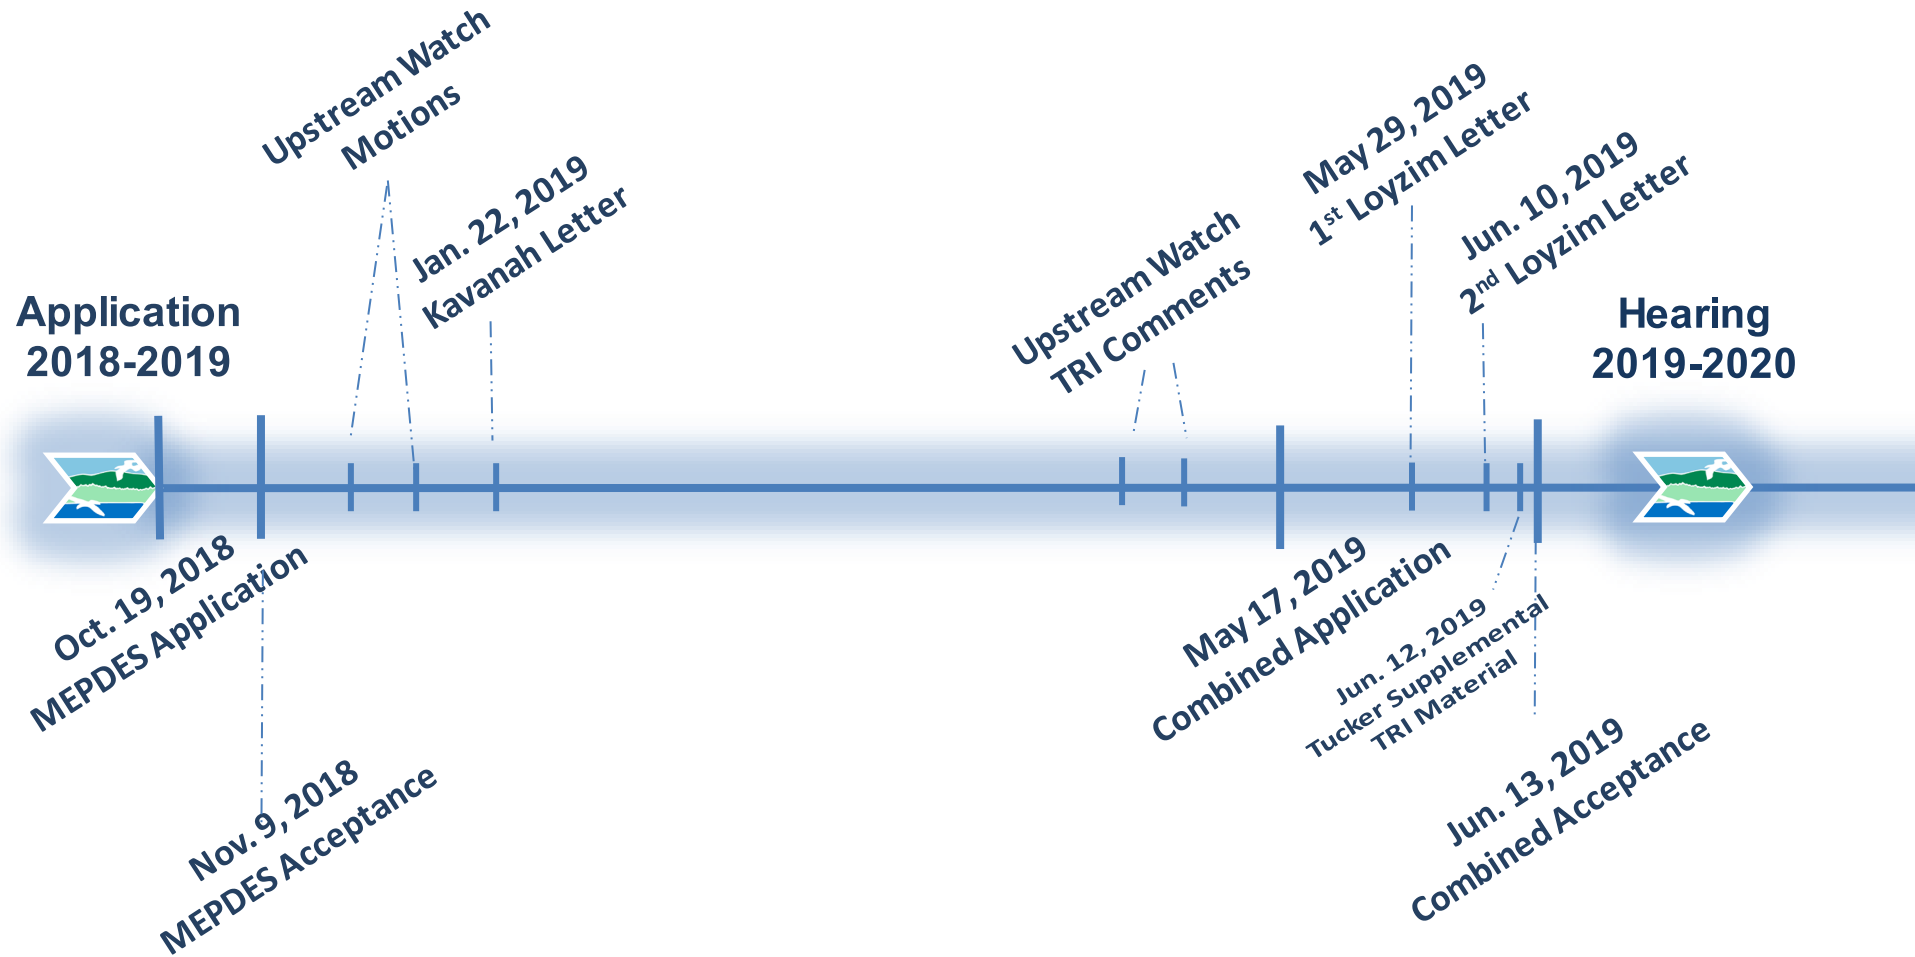 Upstream Watch
Motions
Jan. 22, 2019
Kavanah Letter
Upstream Watch
TRI Comments
May 29, 2019
1st Loyzim Letter
Jun. 10, 2019
2nd Loyzim Letter
Application
2018-2019
Hearing
2019-2020
Oct. 19, 2018
MEPDES Application
Nov. 9, 2018
MEPDES Acceptance
May 17, 2019
Combined Application
Jun. 12, 2019
Tucker Supplemental
TRI Material
Jun. 13, 2019
Combined Acceptance